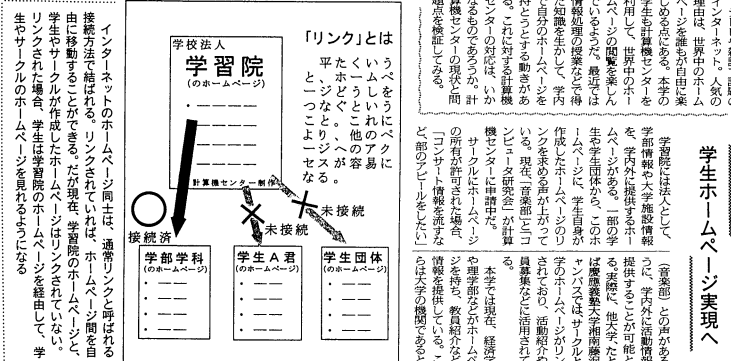 インターネット。人気の
理由は、世界中のホーム
ページを誰もが自由に楽
しめる点にある。本学の
学生も計算機センターを
利用して、世界中のホー
ムページの閲覧を楽しん
でいるようだ。最近では
情報処理の授業などで得
た知識を生かして、学内
で自分のホームページを
持とうとする動きがあ
る。これに対する計算機
センターの対応は、いか
なるものであろうか。計
算機センターの現状と問
題点を検証してみる。
学生ホームページ実現へ
学習院には法人として、
学部情報や大学施設情報
を、学内外に提供するホー
ムページがある。一部の学
生や学生団体から、このホ
ームページに、学生自身が
作成したホームページのリ
ンクを求める声が上がって
いる。現在「音楽部」と「コ
ンピュータ研究会」が計算
機センターに申請中だ。
サークルにホームページ
の所有が許可された場合、
「コンサート情報を流すな
ど、部のアピールをしたい」
（音楽部）との声があ
うに、学内外に活動情報
提供することが可能と
る。実際に、他大学、たと
ば慶應義塾大学湘南藤沢
ャンパスでは、サークルと
学のホームページがリン
されており、活動紹介や
員募集などに活用されて
る。
本学では現在、経済学
や理学部などがホームペ
ジを持ち、教員紹介など
情報を提供している。こ
らは大学の機関であると
「リンク」とは
平たくいう
と、ホームペ
セスが容易に
なる。
学校法人
学習院
(のホームページ)
計算機センター制作
接続済
未接続
未接続
学部学科
(のホームページ)
学生A君
(のホームページ)
学生団体
(のホームページ)
インターネットのホームページ同士は、通常リンクと呼ばれる
接続方法で結ばれる。リンクされていれば、ホームページ間を自
由に移動することができる。だが現在、学習院のホームページと、
学生やサークルが作成したホームページはリンクされていない。
リンクされた場合、学生は学習院のホームページを経由して、学
生やサークルのホームページを見れるようになる